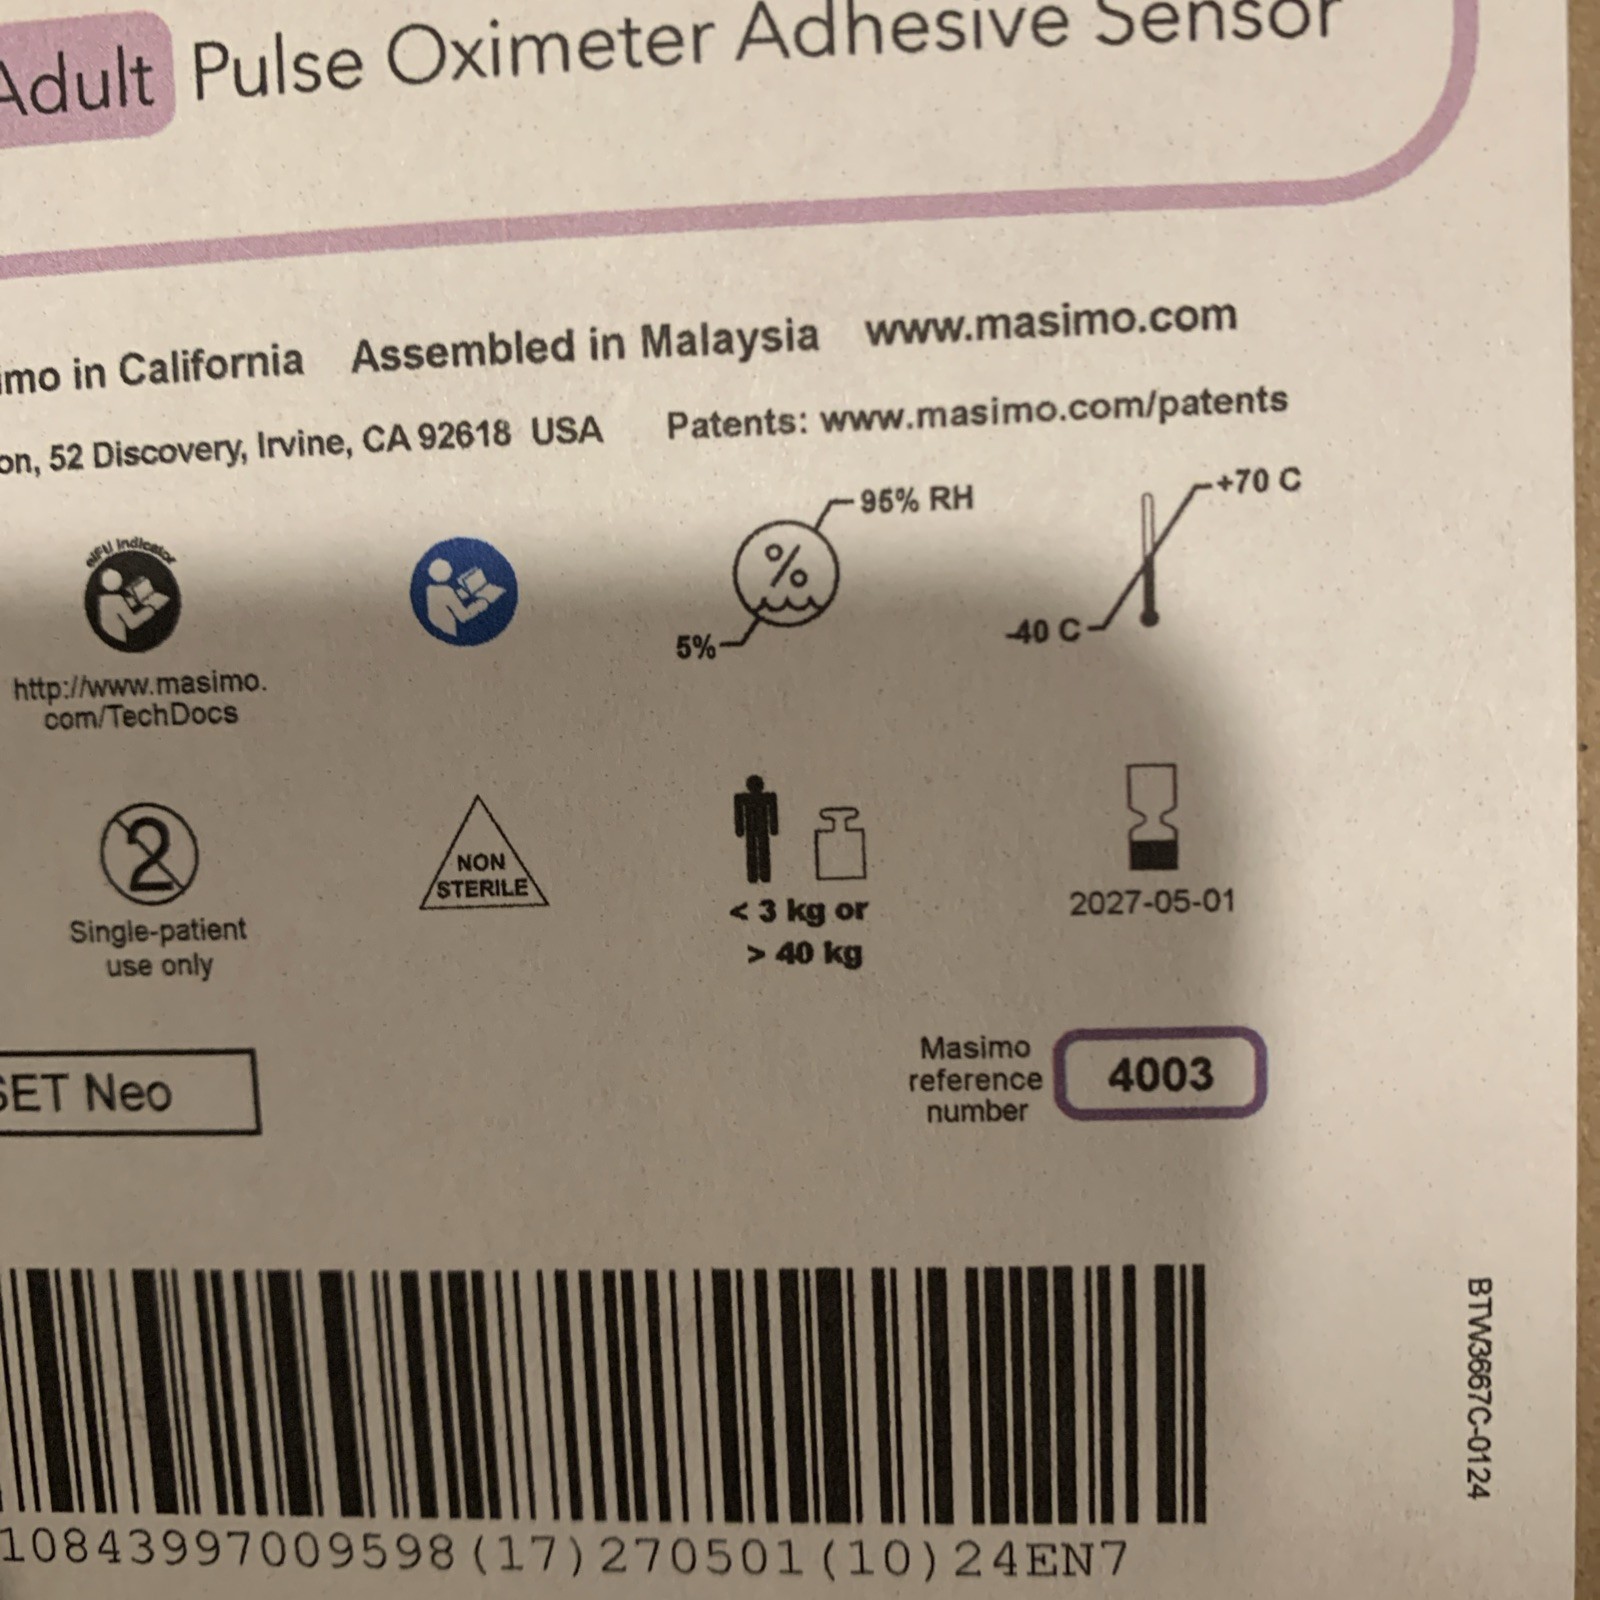 Adult Pulse Oximeter Adhesive Sensor
imo in California Assembled in Malaysia www.masimo.com
on, 52 Discovery, Irvine, CA 92618 USA Patents: www.masimo.com/patents
eIFU indicator
% 95% RH
5%
+70 C
-40 C
http://www.masimo.
com/TechDocs
2
Single-patient
use only
NON
STERILE
< 3 kg or
> 40 kg
2027-05-01
SET Neo
Masimo
reference
number
4003
BTW3667C-0124
10843997009598(17)270501(10)24EN7